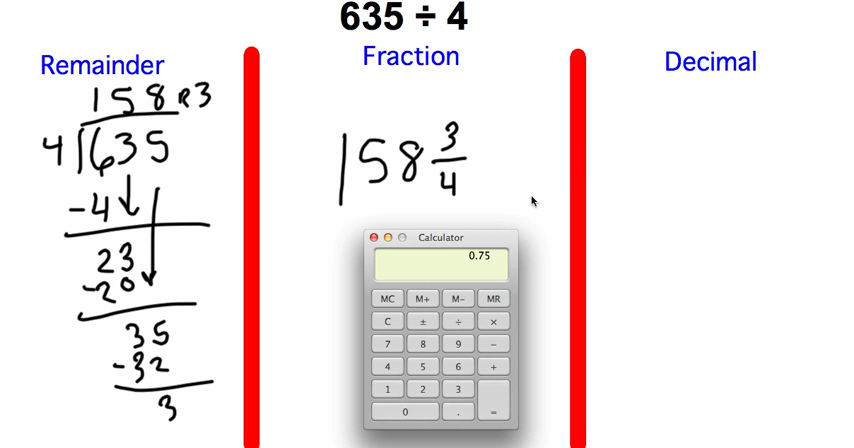 635 ÷ 4
Remainder
158 R3
4 635
-4
23
-20
35
-32
3
Fraction
158 3/4
Calculator
0.75
MC M+ M− MR
C ± ÷ ×
7 8 9 −
4 5 6 +
1 2 3
0 . =
Decimal